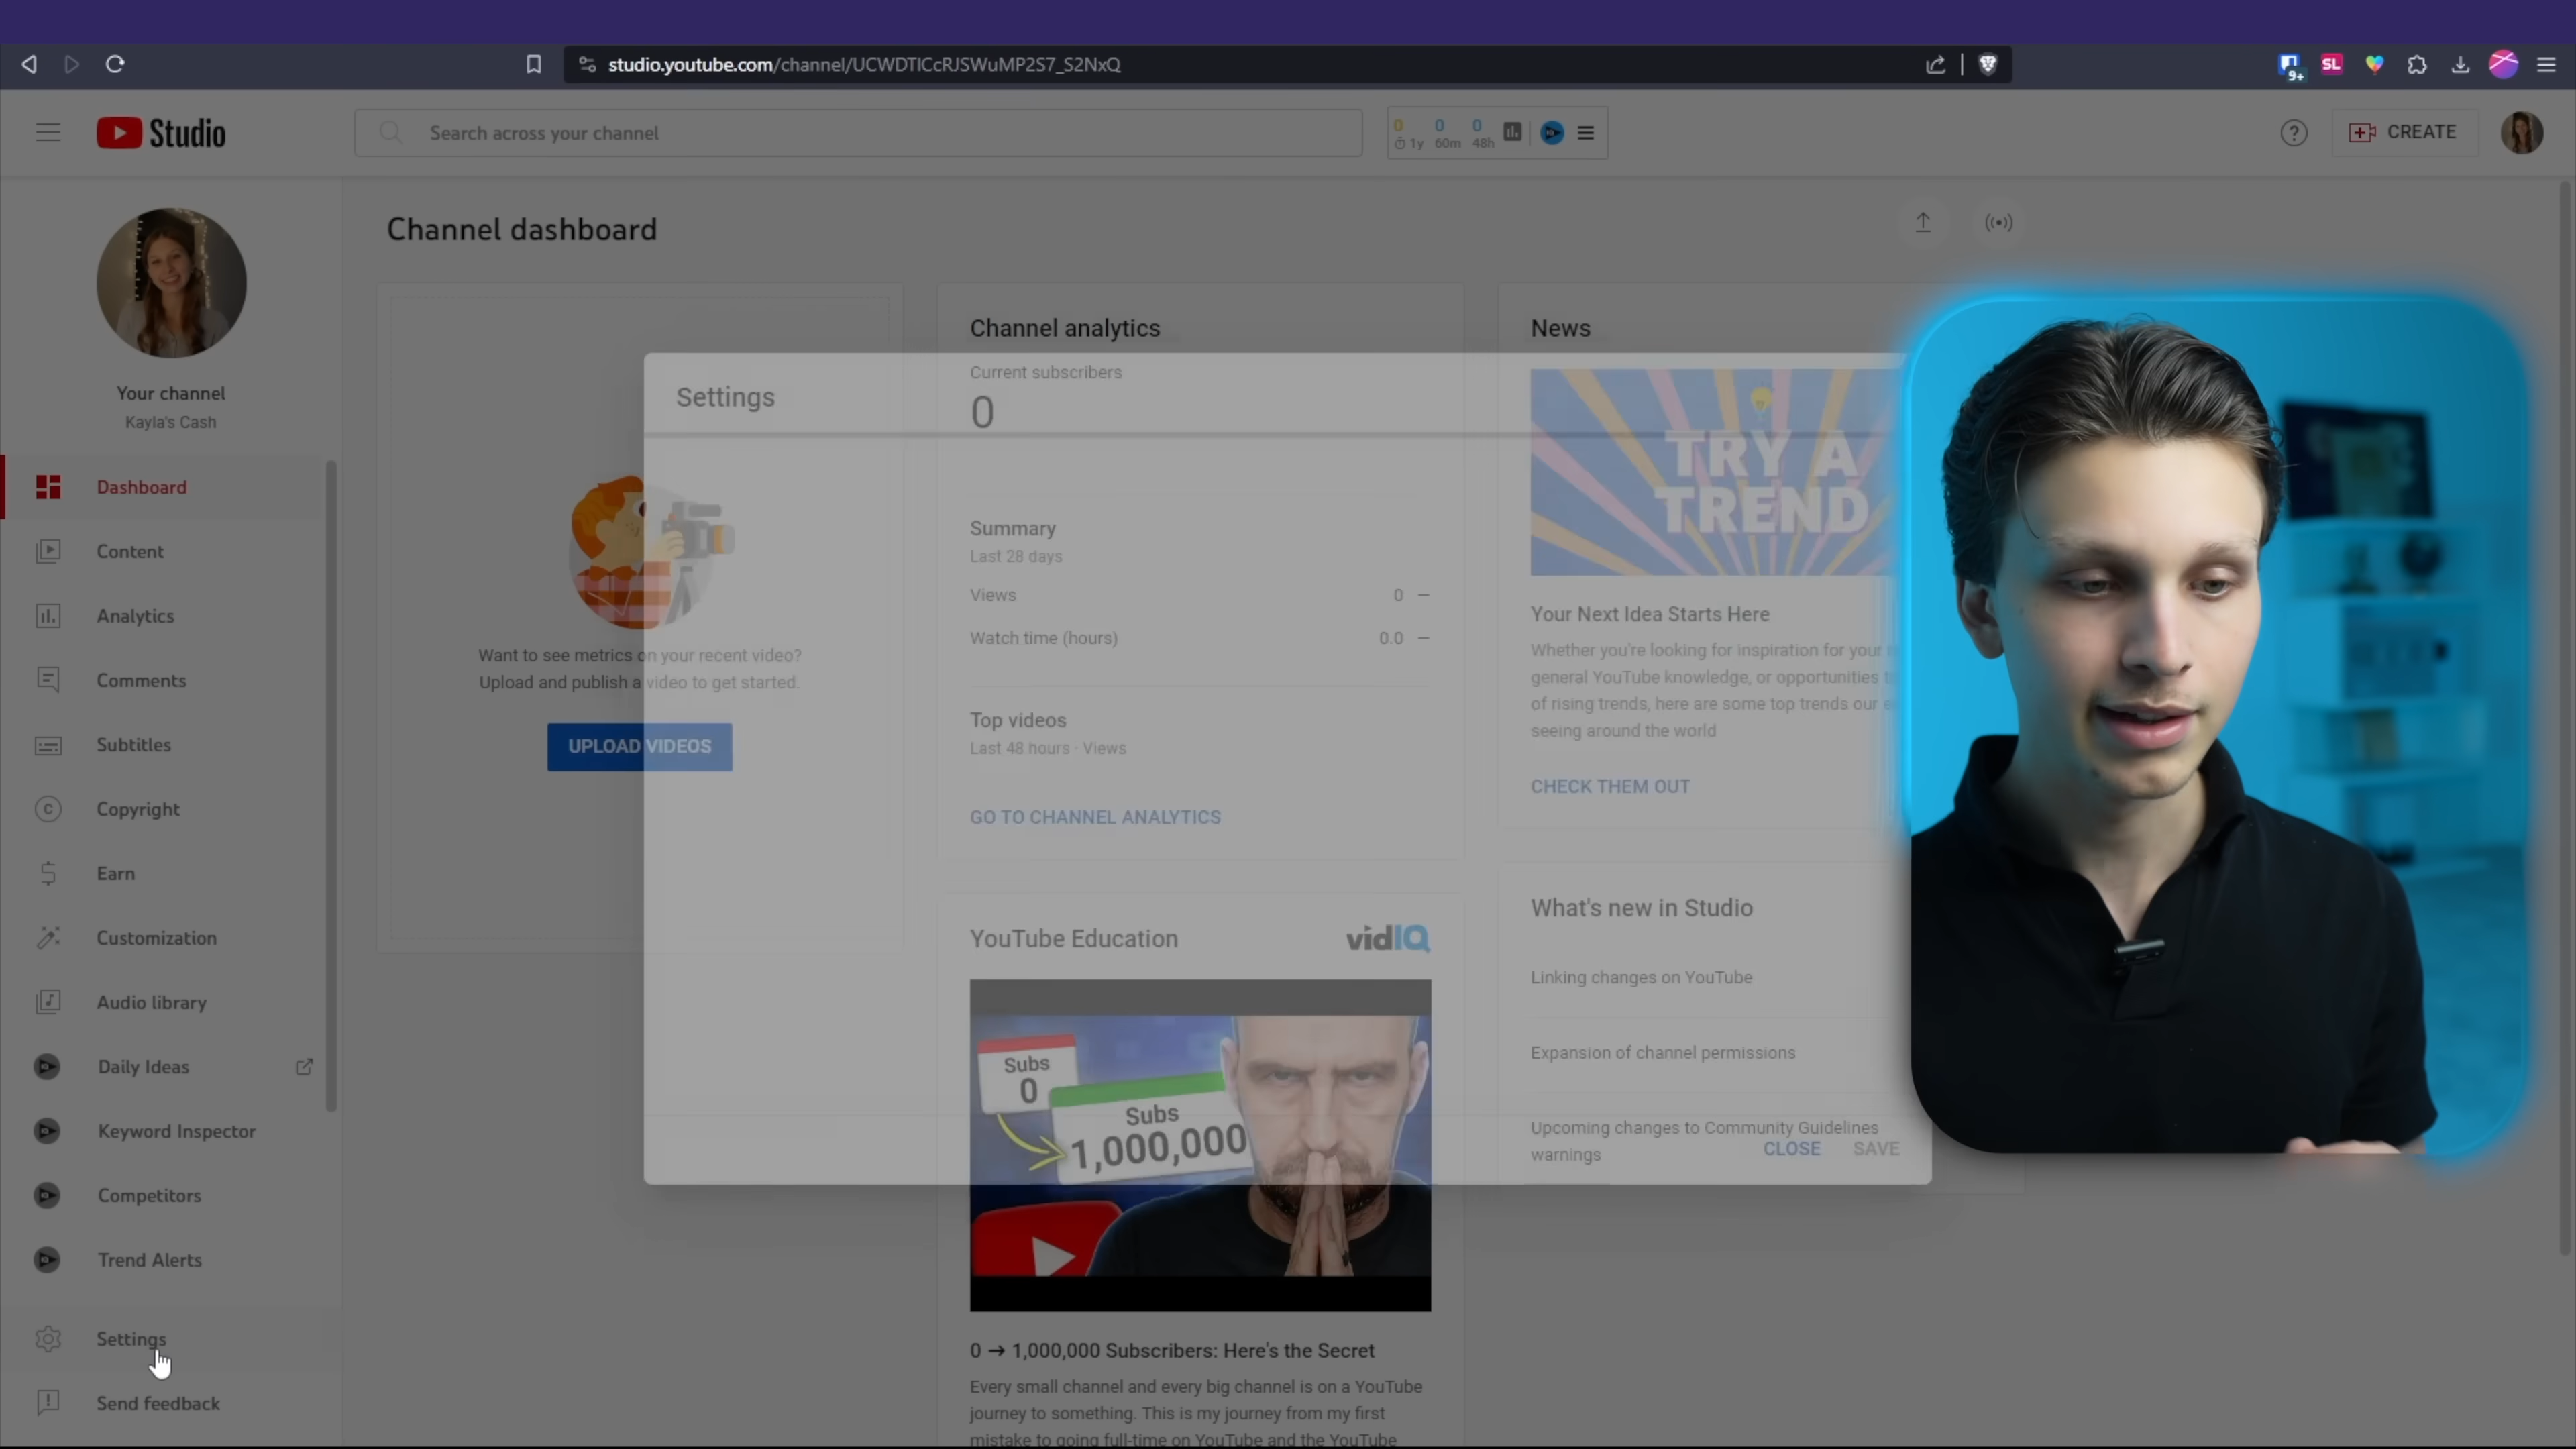 studio.youtube.com/channel/UCWDTlCcRJSWuMP2S7_S2NxQ
9+
SL
Studio
Search across your channel
0 0 0
1y 60m 48h
CREATE
Your channel
Kayla's Cash
Dashboard
Content
Analytics
Comments
Subtitles
Copyright
Earn
Customization
Audio library
Daily Ideas
Keyword Inspector
Competitors
Trend Alerts
Settings
Send feedback
Channel dashboard
Want to see metrics on your recent video?
Upload and publish a video to get started.
UPLOAD VIDEOS
Settings
Channel analytics
Current subscribers
0
Summary
Last 28 days
Views 0 —
Watch time (hours) 0.0 —
Top videos
Last 48 hours · Views
GO TO CHANNEL ANALYTICS
YouTube Education
vidIQ
Subs
0
Subs
1,000,000
0 → 1,000,000 Subscribers: Here's the Secret
Every small channel and every big channel is on a YouTube
journey to something. This is my journey from my first
mistake to going full-time on YouTube and the YouTube
News
TRY A
TREND
Your Next Idea Starts Here
Whether you're looking for inspiration for your
general YouTube knowledge, or opportunities
of rising trends, here are some top trends our
seeing around the world
CHECK THEM OUT
What's new in Studio
Linking changes on YouTube
Expansion of channel permissions
Upcoming changes to Community Guidelines
warnings
CLOSE SAVE